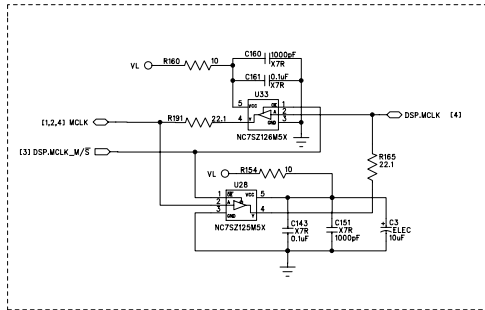 C160 1000pF
X7R
VL R160 10
C161 0.1uF
X7R
U33
5 VCC OE 1
A 2
4 Y GND 3
[1,2,4] MCLK R191 22.1 DSP.MCLK [4]
NC7SZ126M5X
[3] DSP.MCLK_M/S
R165
22.1
VL R154 10
U28
1 OE VCC 5
2 A
3 GND Y 4
NC7SZ125M5X
C143
X7R
0.1uF
C151
X7R
1000pF
+ C3
ELEC
10uF